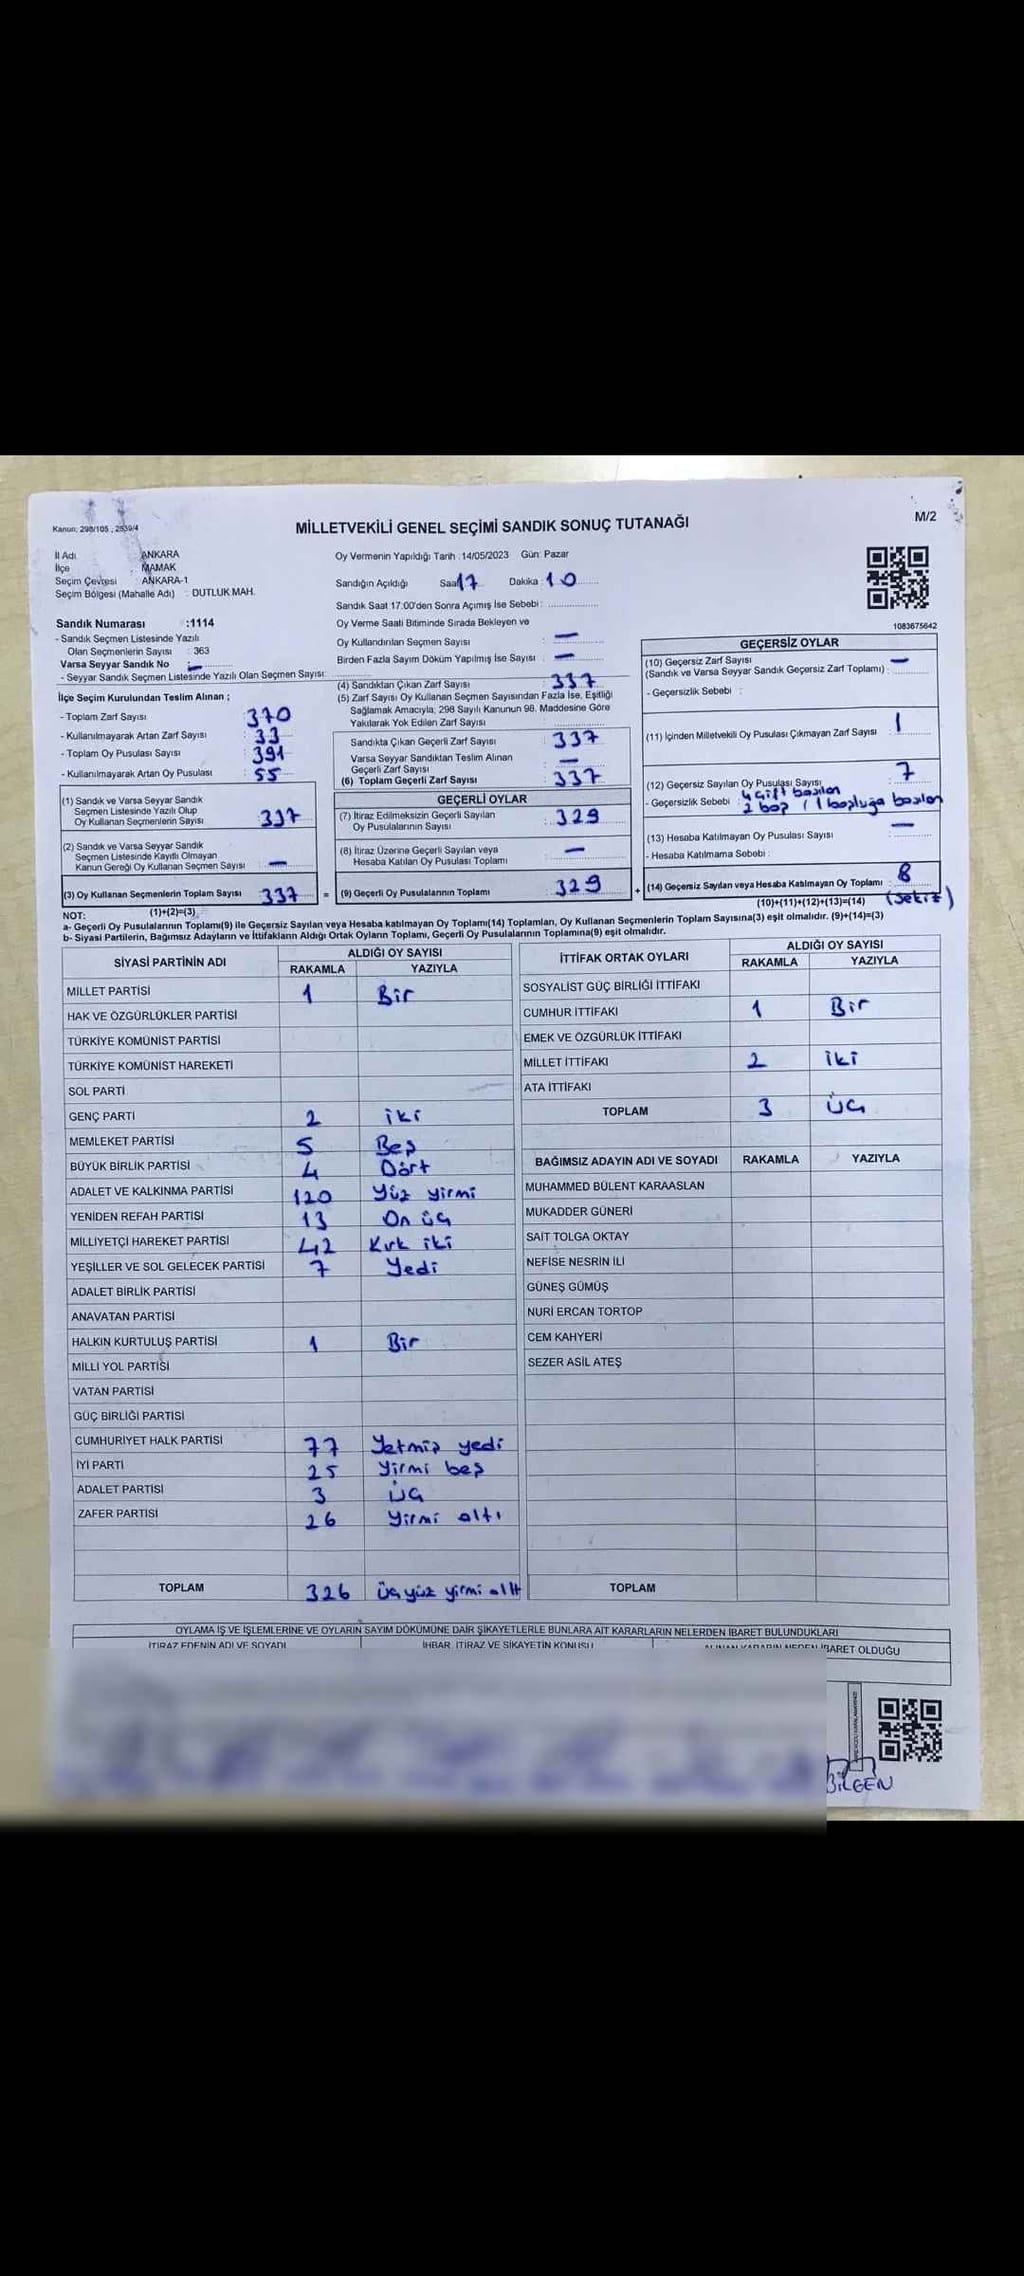 Kanun: 298/105 , 2839/4
MİLLETVEKİLİ GENEL SEÇİMİ SANDIK SONUÇ TUTANAĞI
M/2
İl Adı : ANKARA
İlçe : MAMAK
Seçim Çevresi : ANKARA-1
Seçim Bölgesi (Mahalle Adı) : DUTLUK MAH.
Oy Vermenin Yapıldığı Tarih :14/05/2023 Gün: Pazar
Sandığın Açıldığı Saat 17 Dakika : 10
Sandık Saat 17:00'den Sonra Açımış İse Sebebi :
Sandık Numarası :1114
- Sandık Seçmen Listesinde Yazılı
Olan Seçmenlerin Sayısı : 363
Varsa Seyyar Sandık No : —
- Seyyar Sandık Seçmen Listesinde Yazılı Olan Seçmen Sayısı:
Oy Verme Saati Bitiminde Sırada Bekleyen ve
Oy Kullandırılan Seçmen Sayısı : —
Birden Fazla Sayım Döküm Yapılmış İse Sayısı : —
1083675642
İlçe Seçim Kurulundan Teslim Alınan ;
- Toplam Zarf Sayısı : 370
- Kullanılmayarak Artan Zarf Sayısı : 33
- Toplam Oy Pusulası Sayısı : 391
- Kullanılmayarak Artan Oy Pusulası : 55
(4) Sandıktan Çıkan Zarf Sayısı : 337
(5) Zarf Sayısı Oy Kullanan Seçmen Sayısından Fazla İse, Eşitliği
Sağlamak Amacıyla, 298 Sayılı Kanunun 98. Maddesine Göre
Yakılarak Yok Edilen Zarf Sayısı :
Sandıkta Çıkan Geçerli Zarf Sayısı : 337
Varsa Seyyar Sandıktan Teslim Alınan
Geçerli Zarf Sayısı : —
(6) Toplam Geçerli Zarf Sayısı : 337
GEÇERSİZ OYLAR
(10) Geçersiz Zarf Sayısı : —
(Sandık ve Varsa Seyyar Sandık Geçersiz Zarf Toplamı) :
- Geçersizlik Sebebi :
(11) İçinden Milletvekili Oy Pusulası Çıkmayan Zarf Sayısı : 1
(12) Geçersiz Sayılan Oy Pusulası Sayısı : 7
- Geçersizlik Sebebi : 4 çift basılan
2 boş / 1 boşluğa basılan
(13) Hesaba Katılmayan Oy Pusulası Sayısı : —
- Hesaba Katılmama Sebebi :
(1) Sandık ve Varsa Seyyar Sandık
Seçmen Listesinde Yazılı Olup
Oy Kullanan Seçmenlerin Sayısı : 337
(2) Sandık ve Varsa Seyyar Sandık
Seçmen Listesinde Kayıtlı Olmayan
Kanun Gereği Oy Kullanan Seçmen Sayısı : —
GEÇERLİ OYLAR
(7) İtiraz Edilmeksizin Geçerli Sayılan
Oy Pusulalarının Sayısı : 329
(8) İtiraz Üzerine Geçerli Sayılan veya
Hesaba Katılan Oy Pusulası Toplamı : —
(3) Oy Kullanan Seçmenlerin Toplam Sayısı : 337 = (9) Geçerli Oy Pusulalarının Toplamı : 329 + (14) Geçersiz Sayılan veya Hesaba Katılmayan Oy Toplamı : 8
(1)+(2)=(3)
(10)+(11)+(12)+(13)=(14) (Sekiz)
NOT:
a- Geçerli Oy Pusulalarının Toplamı(9) ile Geçersiz Sayılan veya Hesaba katılmayan Oy Toplamı(14) Toplamları, Oy Kullanan Seçmenlerin Toplam Sayısına(3) eşit olmalıdır. (9)+(14)=(3)
b- Siyasi Partilerin, Bağımsız Adayların ve İttifakların Aldığı Ortak Oyların Toplamı, Geçerli Oy Pusulalarının Toplamına(9) eşit olmalıdır.
SİYASİ PARTİNİN ADI
ALDIĞI OY SAYISI
RAKAMLA YAZIYLA
MİLLET PARTİSİ 1 Bir
HAK VE ÖZGÜRLÜKLER PARTİSİ
TÜRKİYE KOMÜNİST PARTİSİ
TÜRKİYE KOMÜNİST HAREKETİ
SOL PARTİ
GENÇ PARTİ 2 iki
MEMLEKET PARTİSİ 5 Beş
BÜYÜK BİRLİK PARTİSİ 4 Dört
ADALET VE KALKINMA PARTİSİ 120 Yüz yirmi
YENİDEN REFAH PARTİSİ 13 On üç
MİLLİYETÇİ HAREKET PARTİSİ 42 Kırk iki
YEŞİLLER VE SOL GELECEK PARTİSİ 7 Yedi
ADALET BİRLİK PARTİSİ
ANAVATAN PARTİSİ
HALKIN KURTULUŞ PARTİSİ 1 Bir
MİLLİ YOL PARTİSİ
VATAN PARTİSİ
GÜÇ BİRLİĞİ PARTİSİ
CUMHURİYET HALK PARTİSİ 77 Yetmiş yedi
İYİ PARTİ 25 Yirmi beş
ADALET PARTİSİ 3 üç
ZAFER PARTİSİ 26 Yirmi altı
TOPLAM 326 üçyüz yirmi altı
İTTİFAK ORTAK OYLARI
ALDIĞI OY SAYISI
RAKAMLA YAZIYLA
SOSYALİST GÜÇ BİRLİĞİ İTTİFAKI
CUMHUR İTTİFAKI 1 Bir
EMEK VE ÖZGÜRLÜK İTTİFAKI
MİLLET İTTİFAKI 2 iki
ATA İTTİFAKI
TOPLAM 3 üç
BAĞIMSIZ ADAYIN ADI VE SOYADI RAKAMLA YAZIYLA
MUHAMMED BÜLENT KARAASLAN
MUKADDER GÜNERİ
SAİT TOLGA OKTAY
NEFİSE NESRİN İLİ
GÜNEŞ GÜMÜŞ
NURİ ERCAN TORTOP
CEM KAHYERİ
SEZER ASİL ATEŞ
TOPLAM
OYLAMA İŞ VE İŞLEMLERİNE VE OYLARIN SAYIM DÖKÜMÜNE DAİR ŞİKAYETLERLE BUNLARA AİT KARARLARIN NELERDEN İBARET BULUNDUKLARI
İTİRAZ EDENİN ADI VE SOYADI İHBAR, İTİRAZ VE ŞİKAYETİN KONUSU ALINAN KARARIN NEDEN İBARET OLDUĞU
BİLGEN